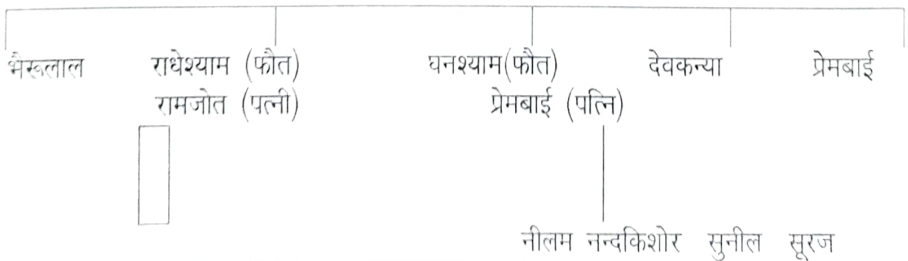 भैरूलाल राधेश्याम (फौत) घनश्याम(फौत) देवकन्या प्रेमबाई
रामजोत (पत्नी) प्रेमबाई (पत्नि)
नीलम नन्दकिशोर सुनील सूरज